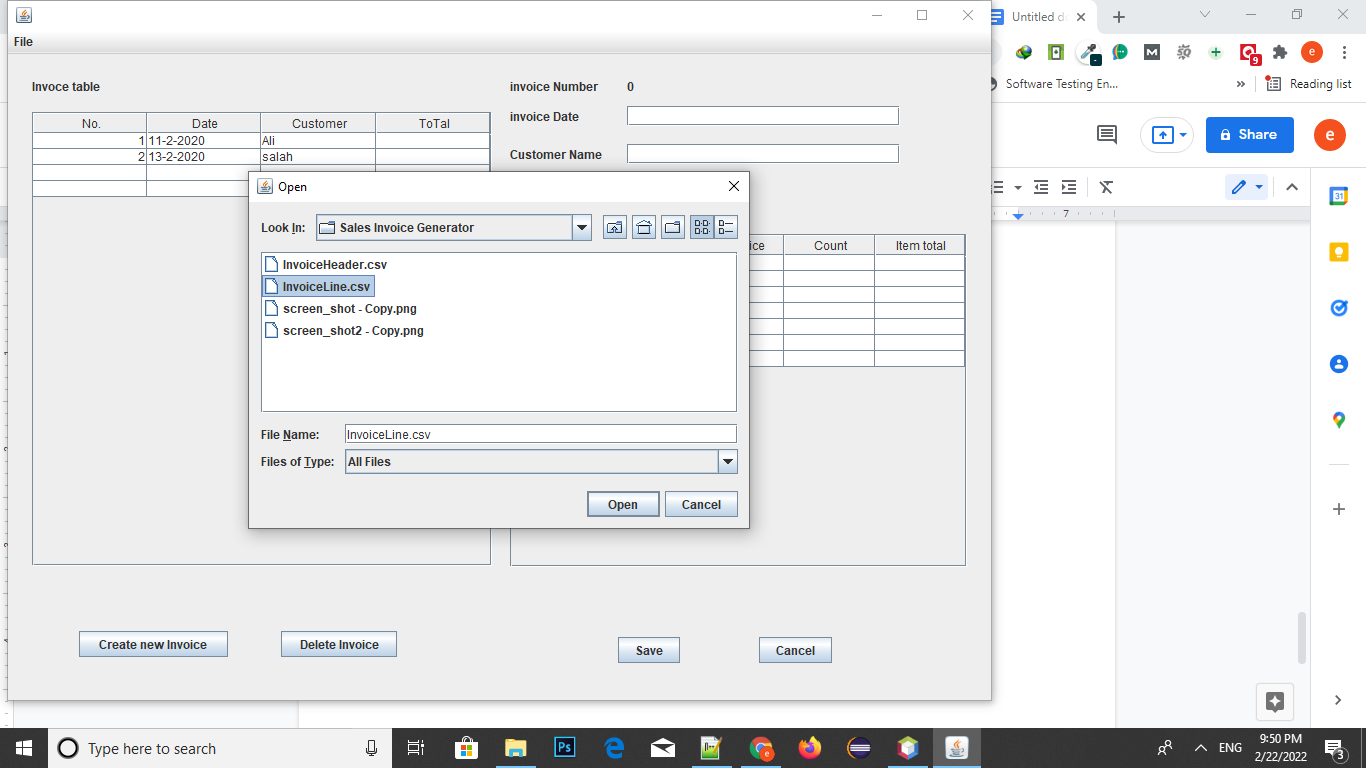 File
Invoce table
No. Date Customer ToTal
1 11-2-2020 Ali
2 13-2-2020 salah
invoice Number 0
invoice Date
Customer Name
ice Count Item total
Open
Look In: Sales Invoice Generator
InvoiceHeader.csv
InvoiceLine.csv
screen_shot - Copy.png
screen_shot2 - Copy.png
File Name: InvoiceLine.csv
Files of Type: All Files
Open Cancel
Create new Invoice Delete Invoice Save Cancel
Untitled d
9
e
Software Testing En...
» Reading list
Share
e
7
31
Type here to search
Ps
ENG
9:50 PM
2/22/2022
3